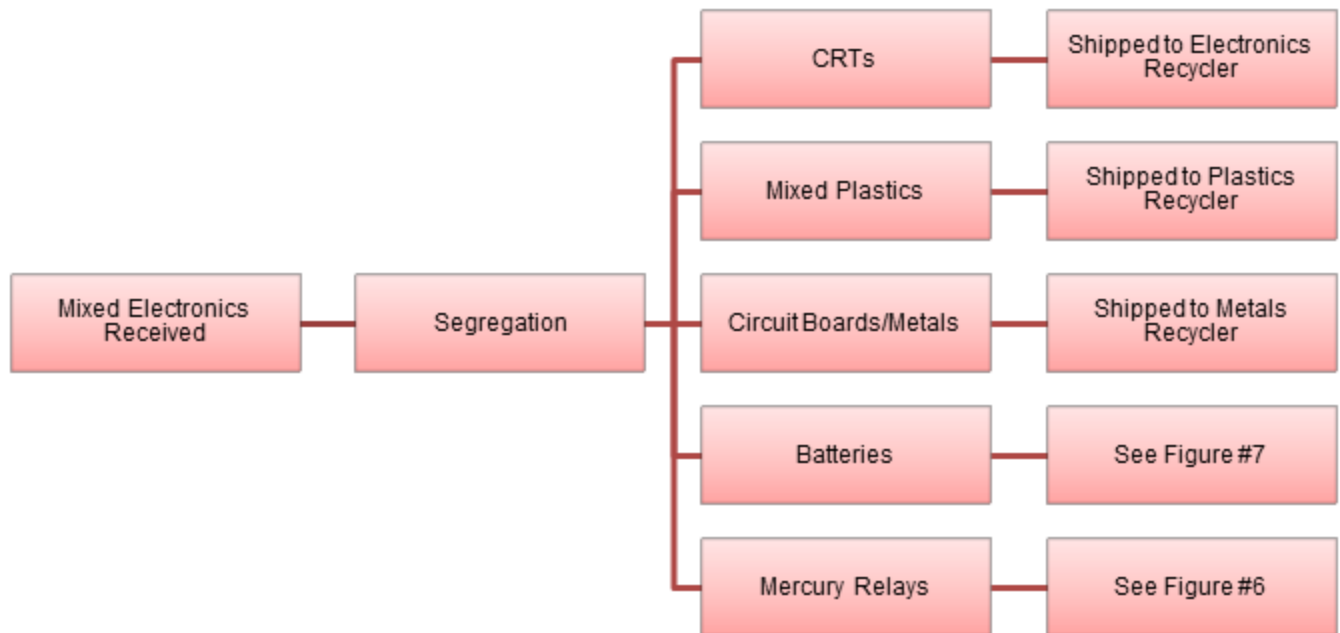 CRTs
Shipped to Electronics
Recycler
Mixed Plastics
Shipped to Plastics
Recycler
Mixed Electronics
Received
Segregation
Circuit Boards/Metals
Shipped to Metals
Recycler
Batteries
See Figure #7
Mercury Relays
See Figure #6